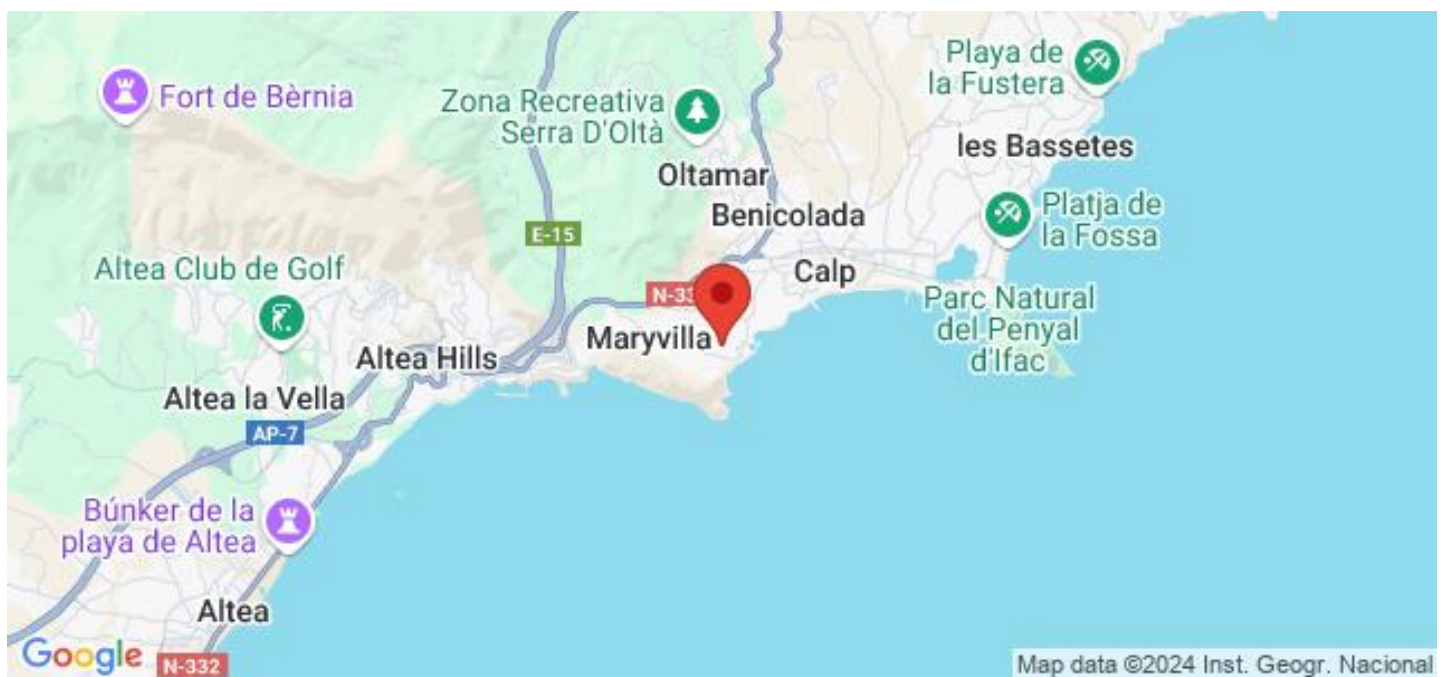 Playa de
la Fustera
Fort de Bèrnia
Zona Recreativa
Serra D'Oltà
les Bassetes
Oltamar
Benicolada
Platja de
la Fossa
E-15
Altea Club de Golf
Calp
Parc Natural
del Penyal
d'Ifac
Maryvilla
Altea Hills
Altea la Vella
AP-7
Búnker de la
playa de Altea
Altea
Google
N-332
Map data ©2024 Inst. Geogr. Nacional